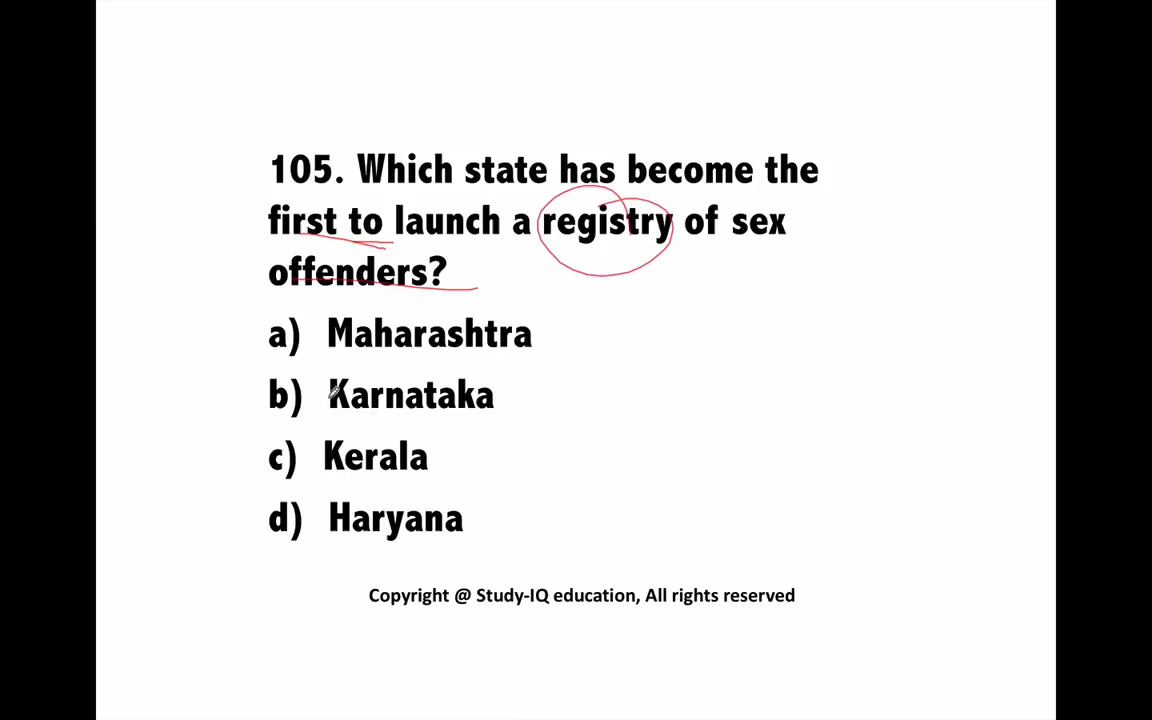 105. Which state has become the
first to launch a registry of sex
offenders?
a) Maharashtra
b) Karnataka
c) Kerala
d) Haryana
Copyright @ Study-IQ education, All rights reserved